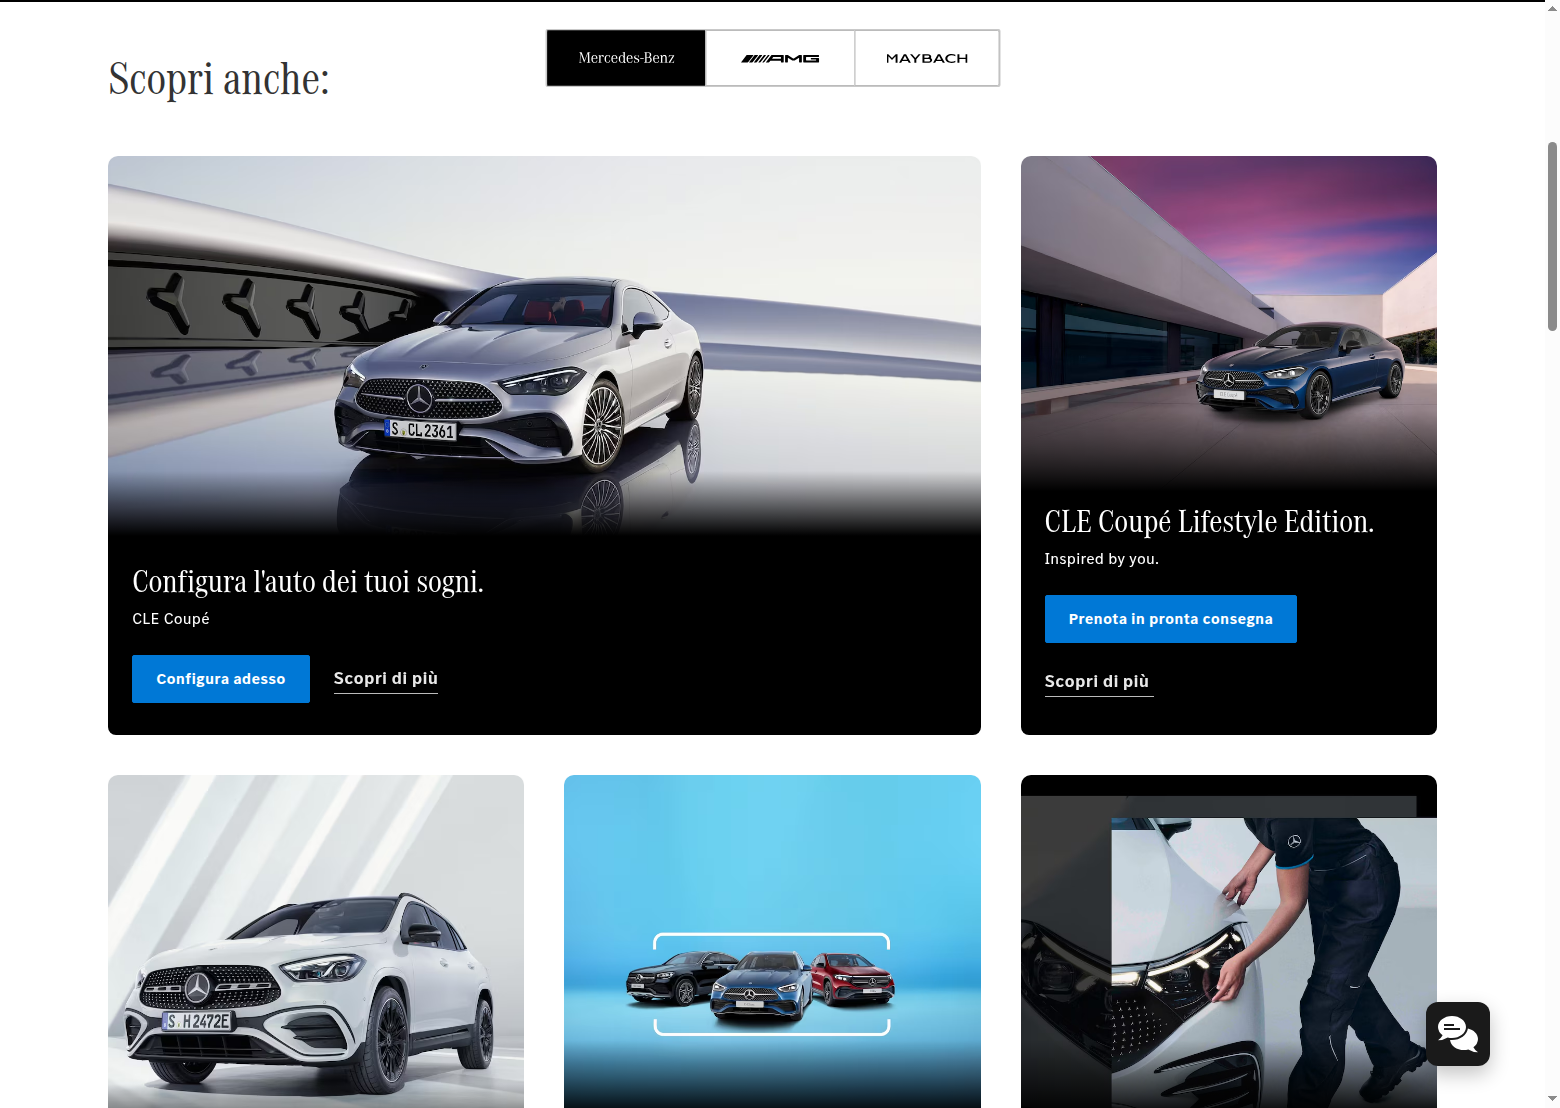 Scopri anche:
Mercedes-Benz
AMG
MAYBACH
S CL 2361
Configura l'auto dei tuoi sogni.
CLE Coupé
Configura adesso
Scopri di più
CLE Coupé Lifestyle Edition.
Inspired by you.
Prenota in pronta consegna
Scopri di più
S H 2472E